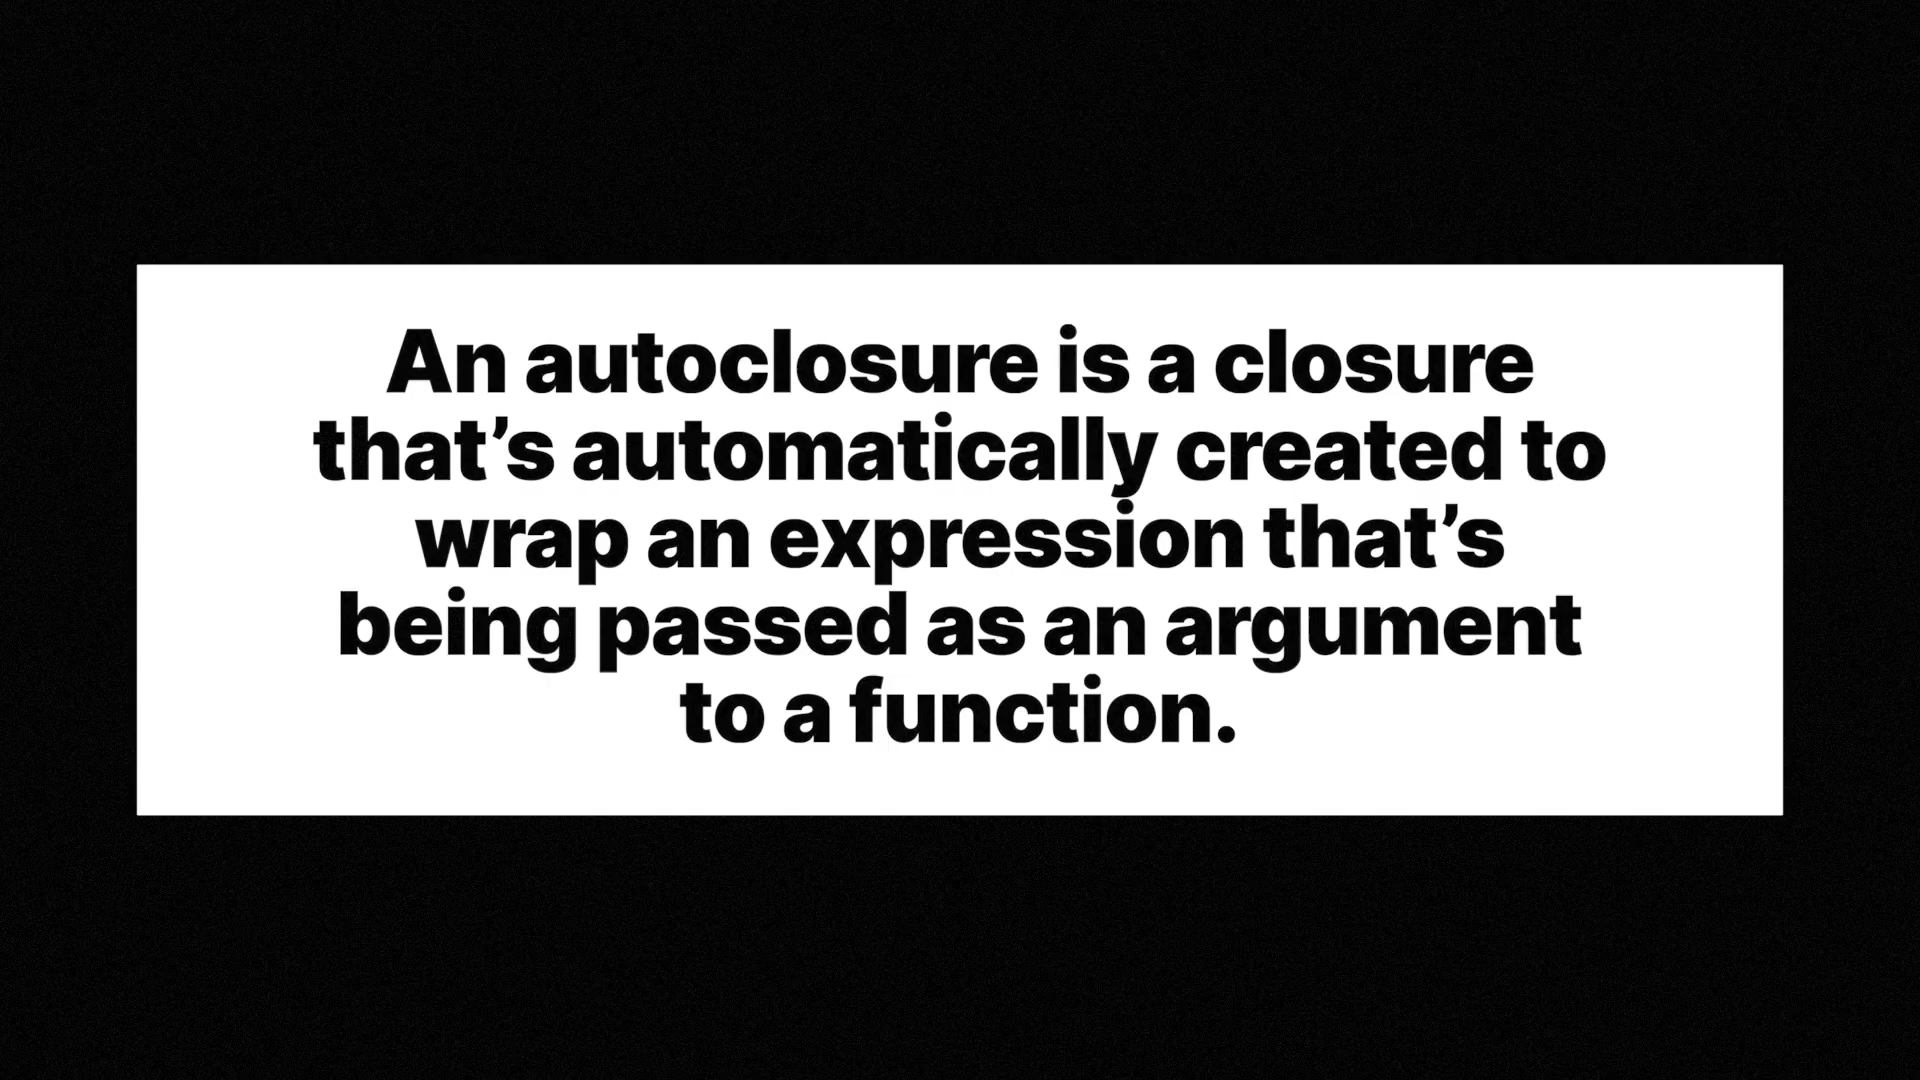 An autoclosure is a closure
that’s automatically created to
wrap an expression that’s
being passed as an argument
to a function.